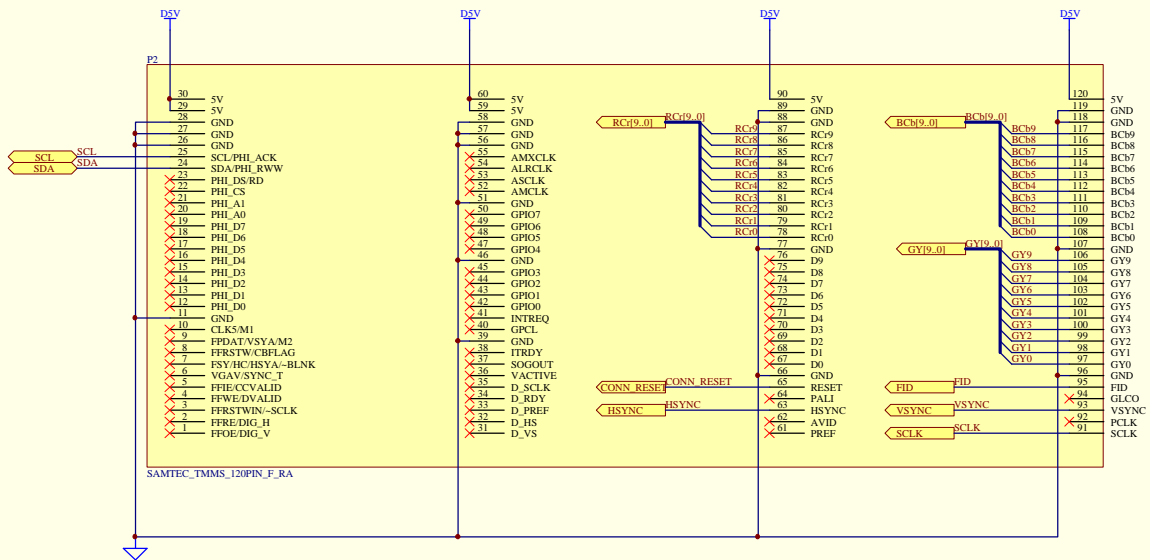 D5V D5V D5V D5V
P2
30 5V 60 5V 90 5V 120 5V
29 5V 59 5V 89 GND 119 GND
28 GND 58 GND RCr[9..0] RCr[9..0] 88 GND BCb[9..0] BCb[9..0] 118 GND
27 GND 57 GND RCr9 87 RCr9 BCb9 117 BCb9
26 GND 56 GND RCr8 86 RCr8 BCb8 116 BCb8
SCL SCL 25 SCL/PHI_ACK 55 AMXCLK RCr7 85 RCr7 BCb7 115 BCb7
SDA SDA 24 SDA/PHI_RWW 54 ALRCLK RCr6 84 RCr6 BCb6 114 BCb6
23 PHI_DS/RD 53 ASCLK RCr5 83 RCr5 BCb5 113 BCb5
22 PHI_CS 52 AMCLK RCr4 82 RCr4 BCb4 112 BCb4
21 PHI_A1 51 GND RCr3 81 RCr3 BCb3 111 BCb3
20 PHI_A0 50 GPIO7 RCr2 80 RCr2 BCb2 110 BCb2
19 PHI_D7 49 GPIO6 RCr1 79 RCr1 BCb1 109 BCb1
18 PHI_D6 48 GPIO5 RCr0 78 RCr0 BCb0 108 BCb0
17 PHI_D5 47 GPIO4 77 GND GY[9..0] GY[9..0] 107 GND
16 PHI_D4 46 GND 76 D9 GY9 106 GY9
15 PHI_D3 45 GPIO3 75 D8 GY8 105 GY8
14 PHI_D2 44 GPIO2 74 D7 GY7 104 GY7
13 PHI_D1 43 GPIO1 73 D6 GY6 103 GY6
12 PHI_D0 42 GPIO0 72 D5 GY5 102 GY5
11 GND 41 INTREQ 71 D4 GY4 101 GY4
10 CLK5/M1 40 GPCL 70 D3 GY3 100 GY3
9 FPDAT/VSYA/M2 39 GND 69 D2 GY2 99 GY2
8 FFRSTW/CBFLAG 38 ITRDY 68 D1 GY1 98 GY1
7 FSY/HC/HSYA/~BLNK 37 SOGOUT 67 D0 GY0 97 GY0
6 VGAV/SYNC_T 36 VACTIVE 66 GND 96 GND
5 FFIE/CCVALID 35 D_SCLK CONN_RESET CONN_RESET 65 RESET FID FID 95 FID
4 FFWE/DVALID 34 D_RDY 64 PALI 94 GLCO
3 FFRSTWIN/~SCLK 33 D_PREF HSYNC HSYNC 63 HSYNC VSYNC VSYNC 93 VSYNC
2 FFRE/DIG_H 32 D_HS 62 AVID 92 PCLK
1 FFOE/DIG_V 31 D_VS 61 PREF SCLK SCLK 91 SCLK
SAMTEC_TMMS_120PIN_F_RA